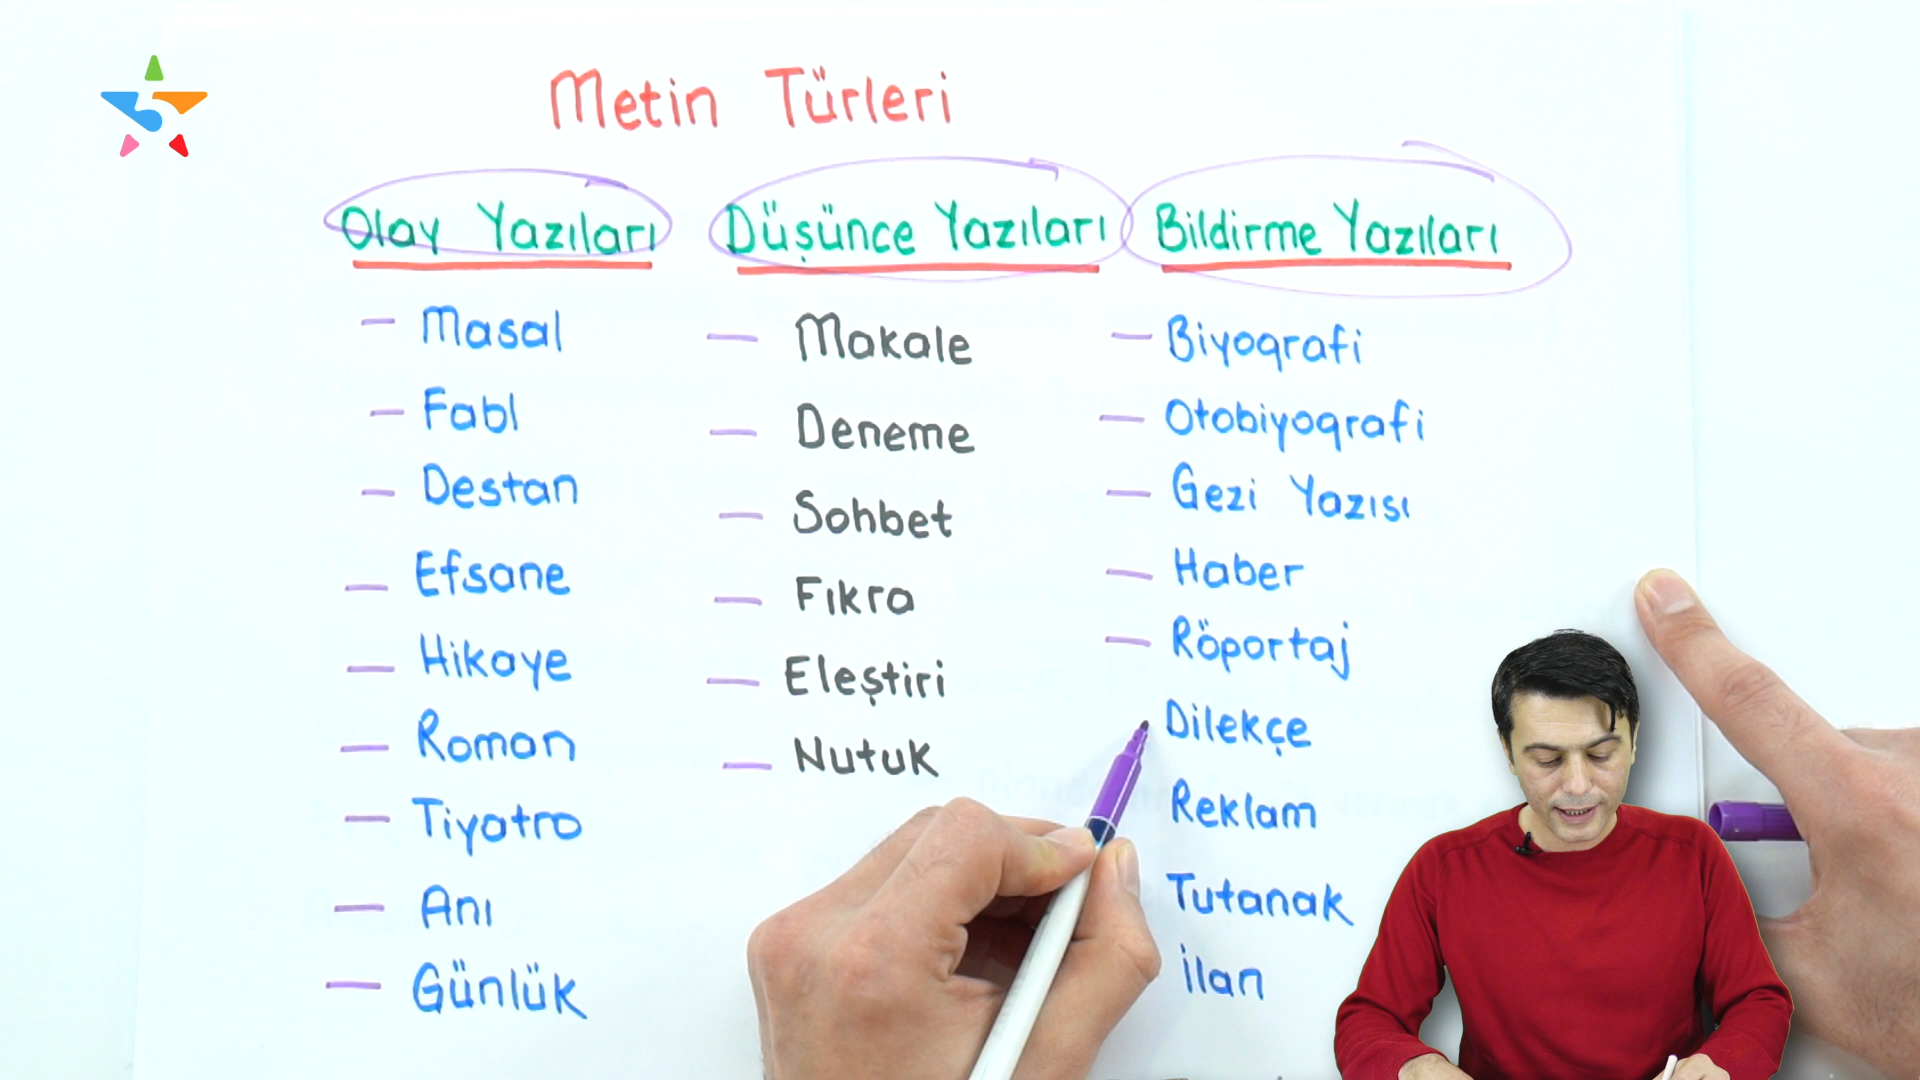 Metin Türleri
Olay Yazıları
- Masal
- Fabl
- Destan
- Efsane
- Hikaye
- Roman
- Tiyatro
- Anı
- Günlük
Düşünce Yazıları
- Makale
- Deneme
- Sohbet
- Fıkra
- Eleştiri
- Nutuk
Bildirme Yazıları
- Biyografi
- Otobiyografi
- Gezi Yazısı
- Haber
- Röportaj
Dilekçe
Reklam
Tutanak
İlan